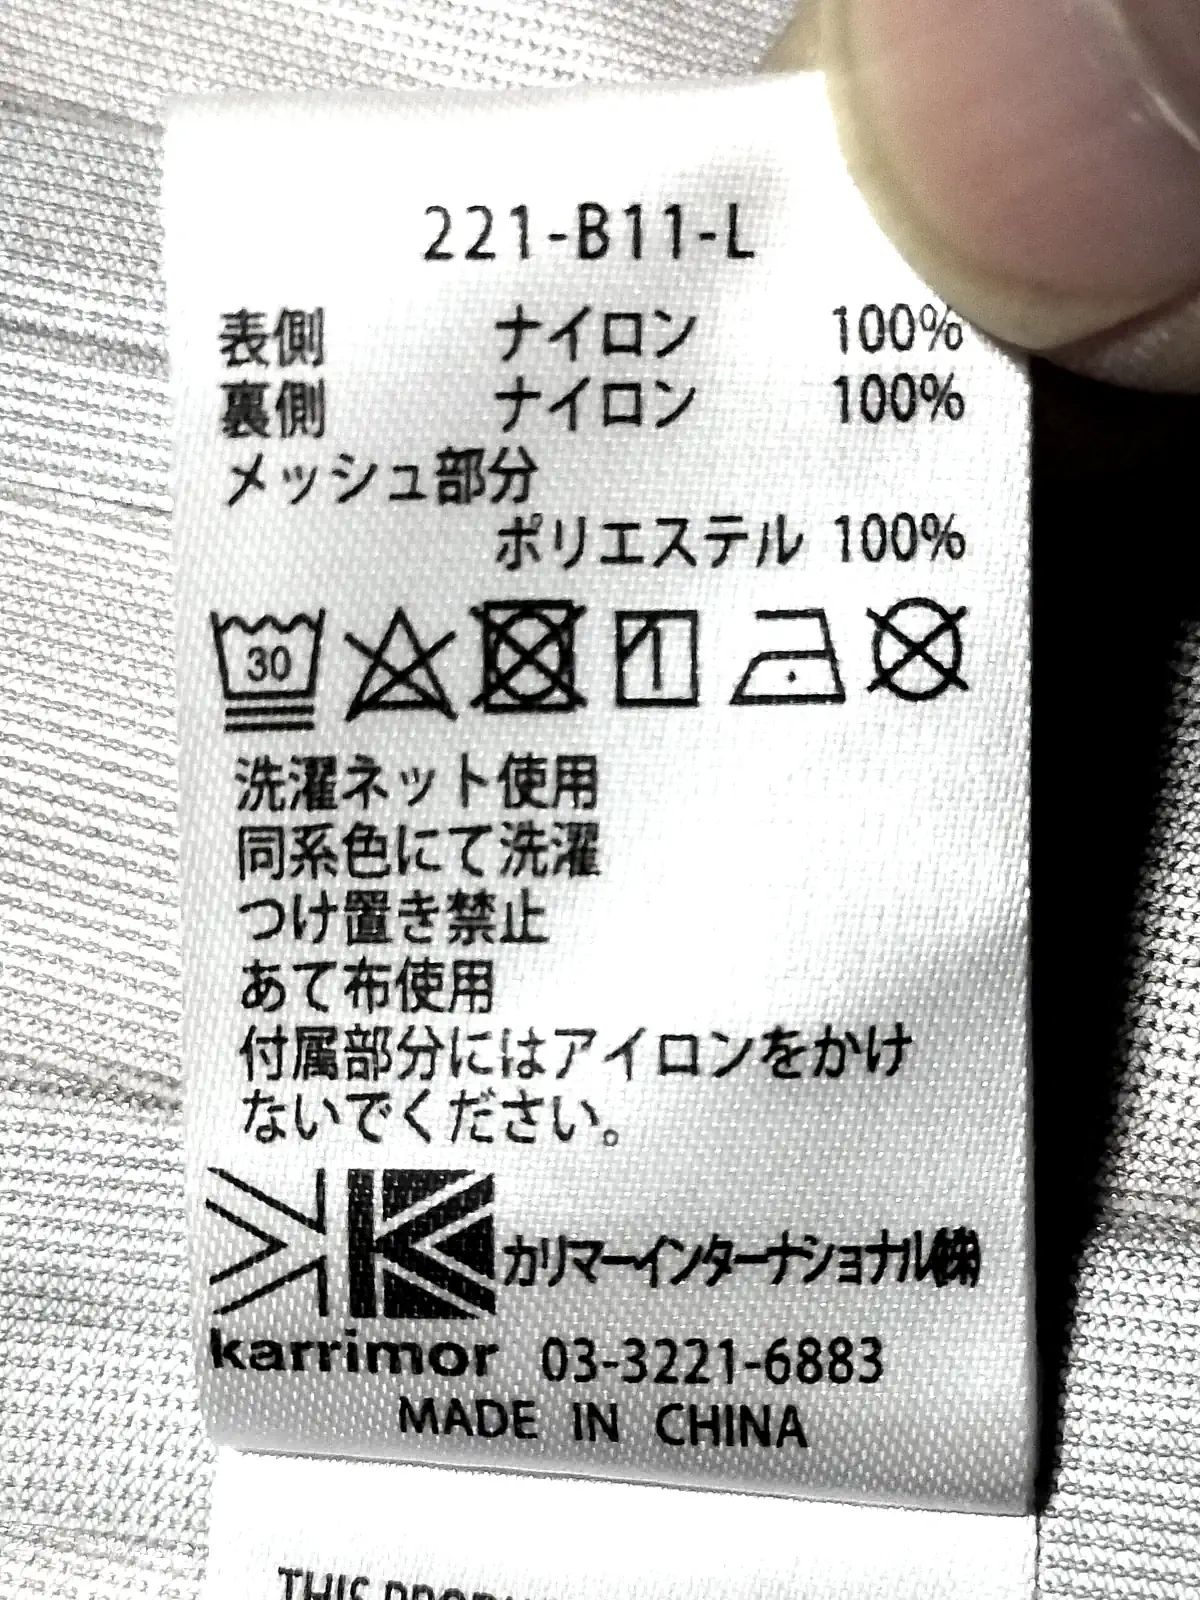 221-B11-L
表側 ナイロン 100%
裏側 ナイロン 100%
メッシュ部分
ポリエステル 100%
30
洗濯ネット使用
同系色にて洗濯
つけ置き禁止
あて布使用
付属部分にはアイロンをかけ
ないでください。
カリマーインターナショナル㈱
karrimor 03-3221-6883
MADE IN CHINA
THIS